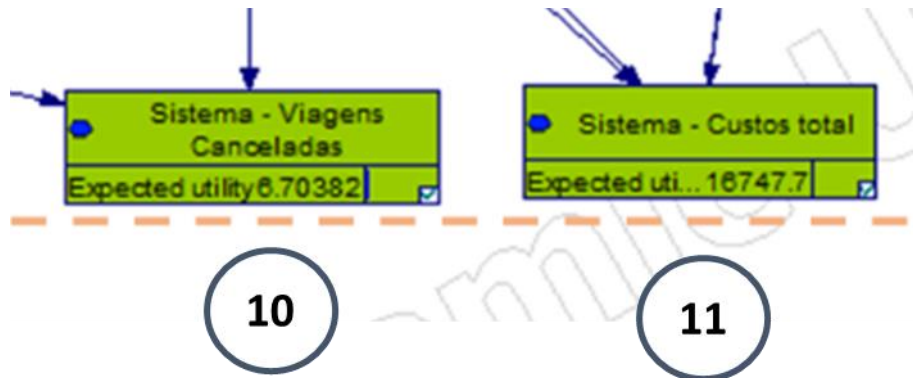 Sistema - Viagens
Canceladas
Expected utility 6.70382
Sistema - Custos total
Expected uti... 16747.7
10
11